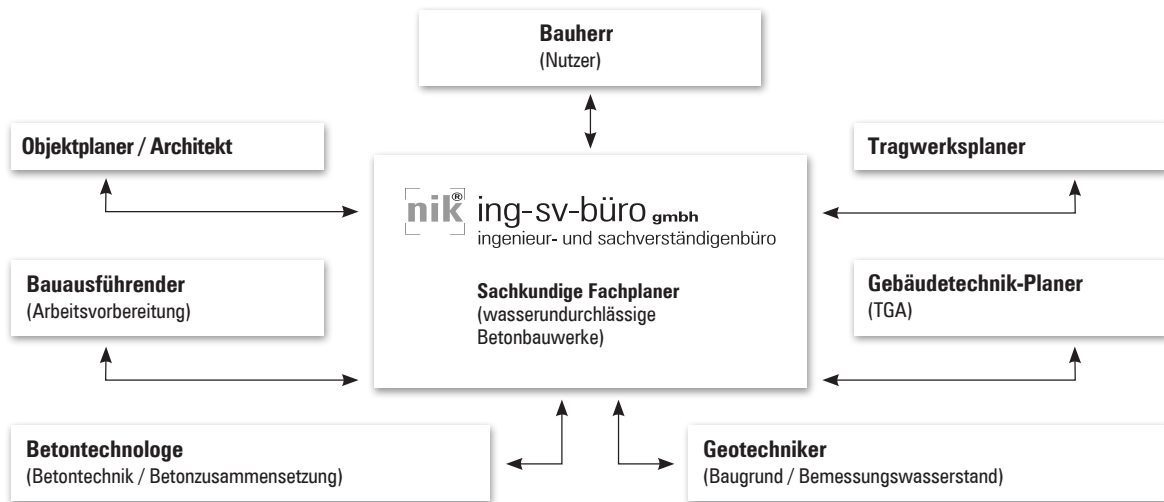 Bauherr
(Nutzer)
Objektplaner / Architekt
Tragwerksplaner
nik® ing-sv-büro gmbh
ingenieur- und sachverständigenbüro
Sachkundige Fachplaner
(wasserundurchlässige
Betonbauwerke)
Bauausführender
(Arbeitsvorbereitung)
Gebäudetechnik-Planer
(TGA)
Betontechnologe
(Betontechnik / Betonzusammensetzung)
Geotechniker
(Baugrund / Bemessungswasserstand)